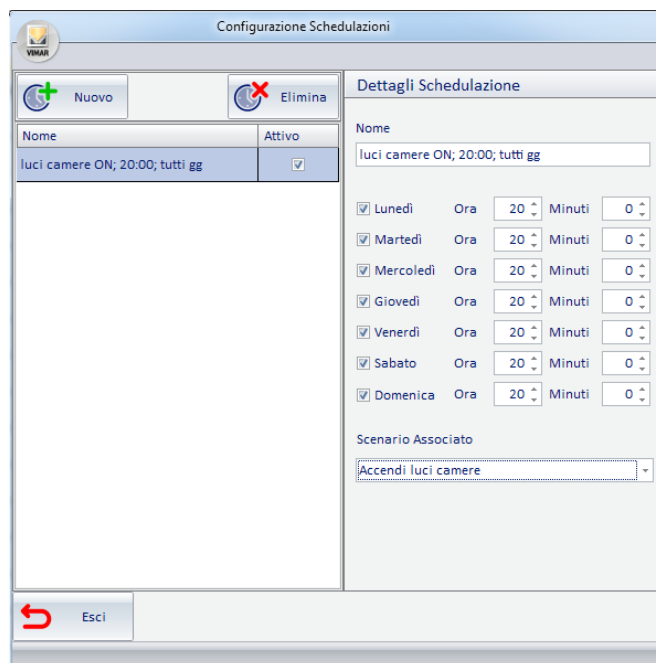 Configurazione Schedulazioni
VIMAR
Nuovo
Elimina
Nome Attivo
luci camere ON; 20:00; tutti gg
Dettagli Schedulazione
Nome
luci camere ON; 20:00; tutti gg
Lunedì Ora 20 Minuti 0
Martedì Ora 20 Minuti 0
Mercoledì Ora 20 Minuti 0
Giovedì Ora 20 Minuti 0
Venerdì Ora 20 Minuti 0
Sabato Ora 20 Minuti 0
Domenica Ora 20 Minuti 0
Scenario Associato
Accendi luci camere
Esci